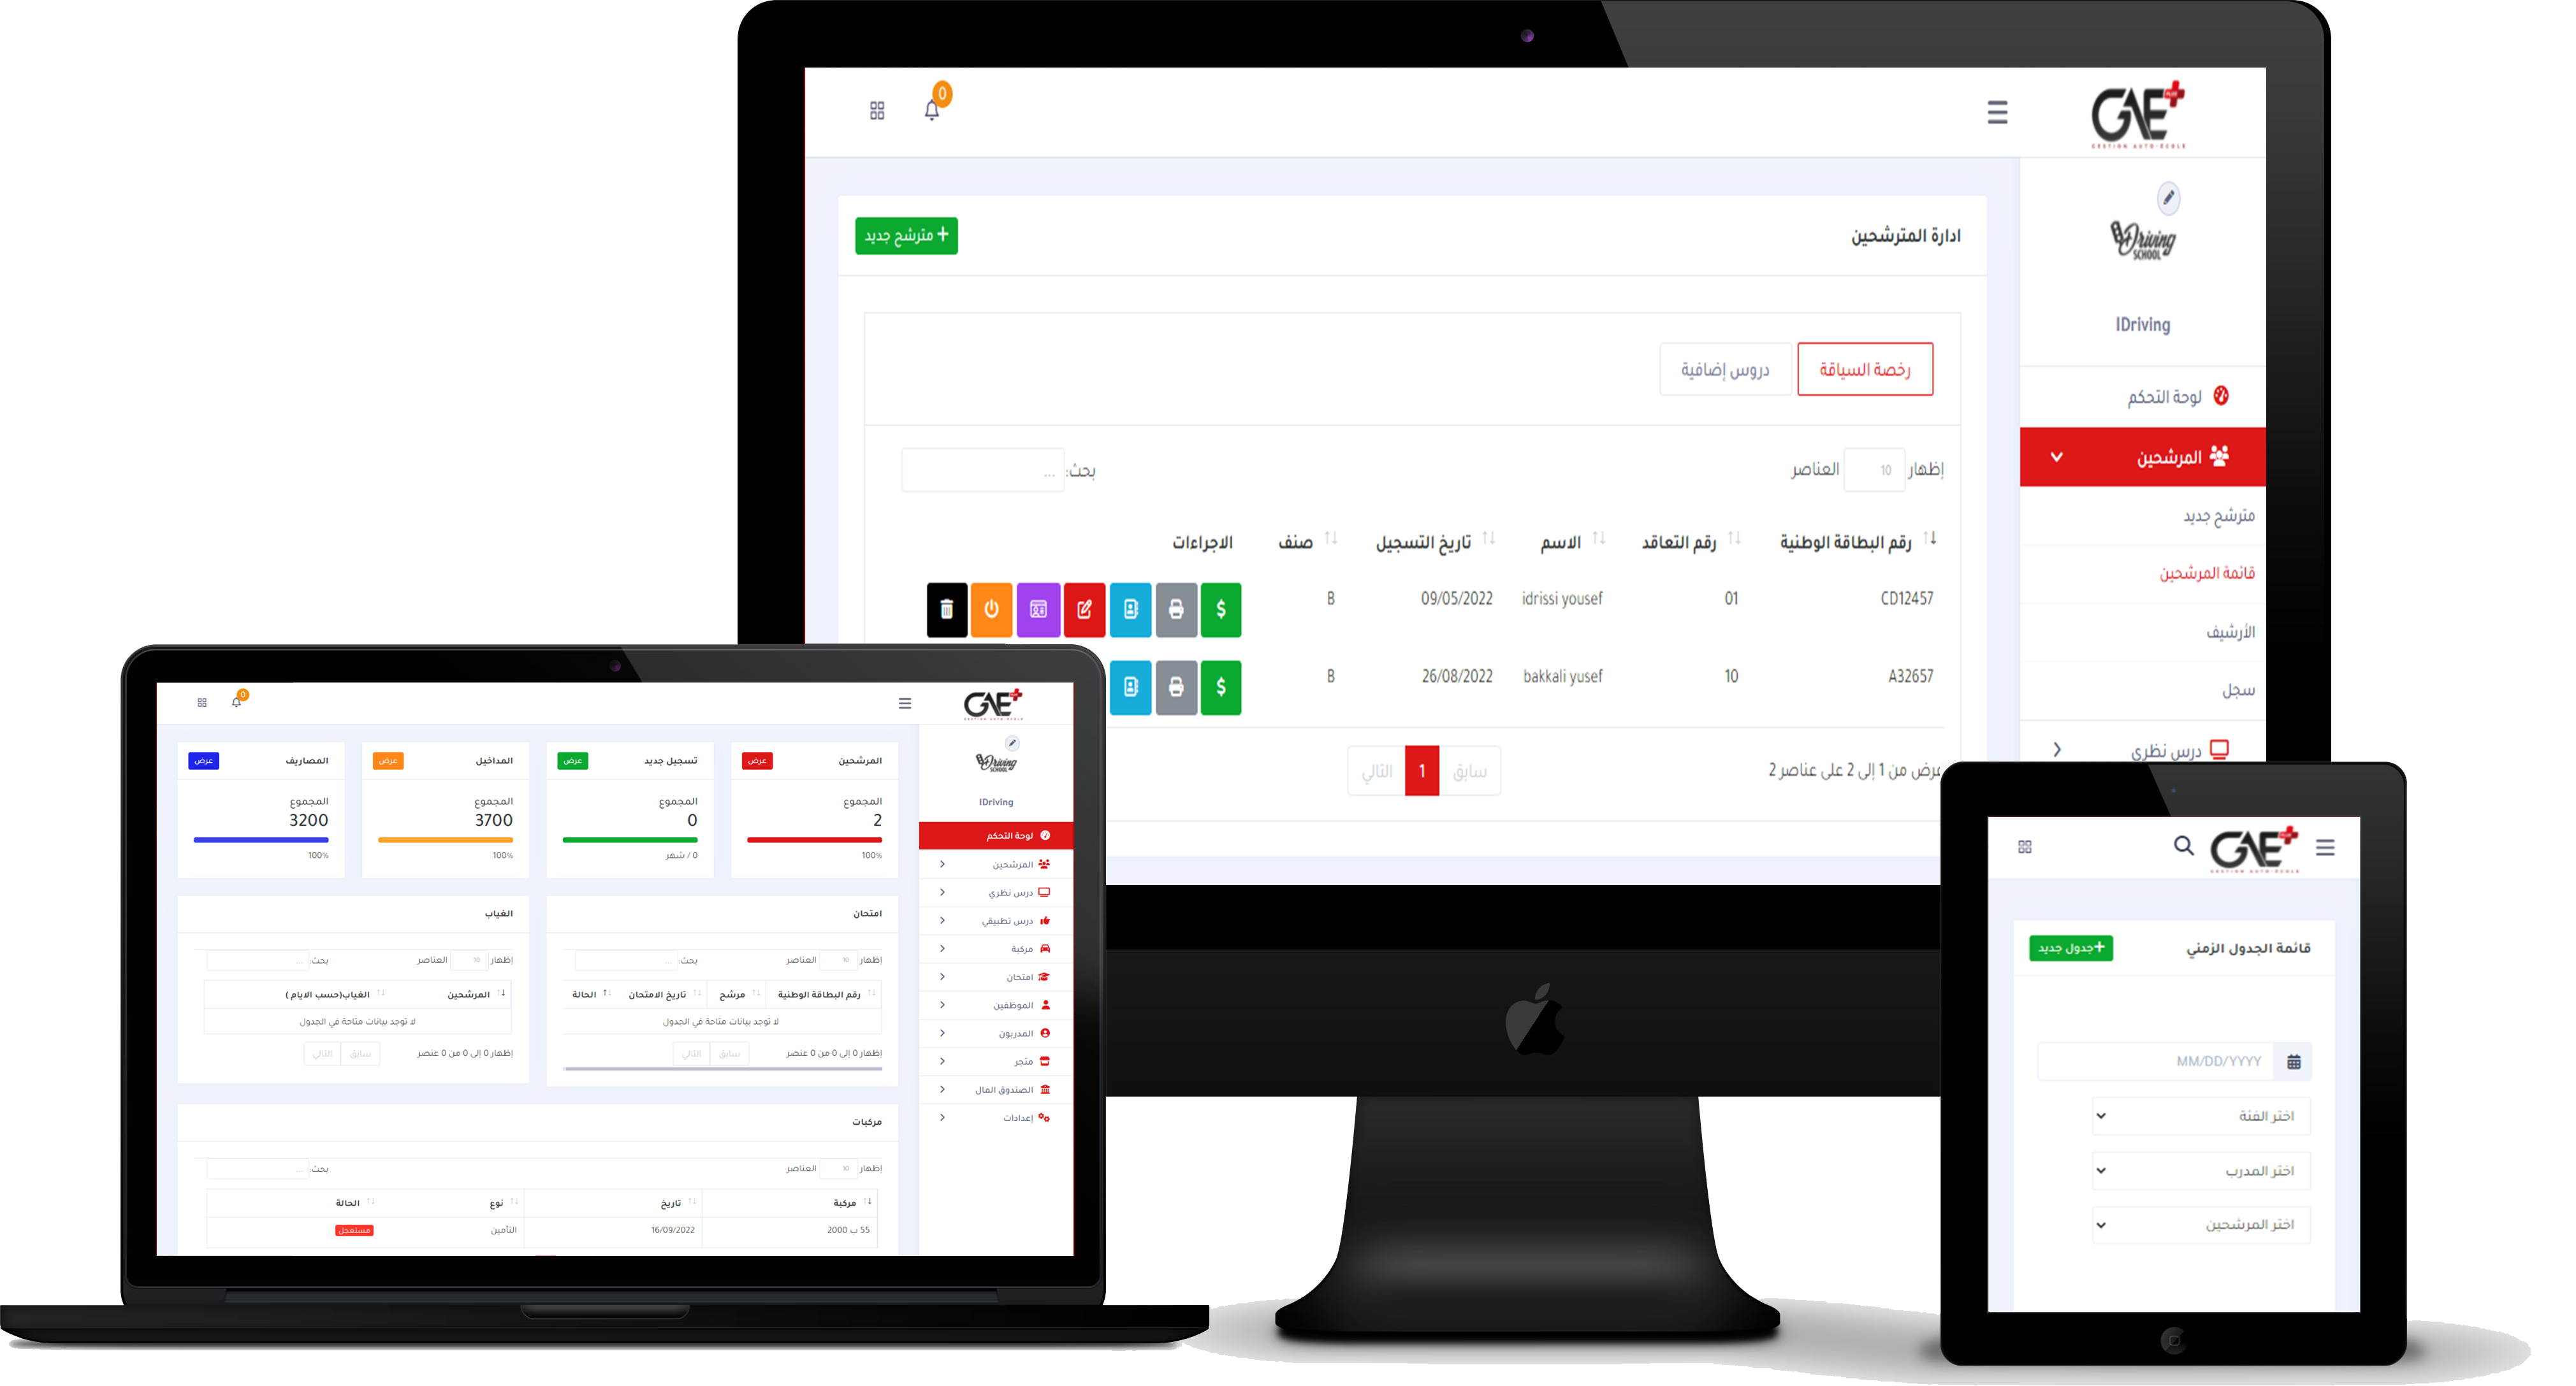 0
GAE PLUS
GESTION AUTO-ÉCOLE
Driving
SCHOOL
IDriving
لوحة التحكم
المرشحين
مترشح جديد
قائمة المرشحين
الأرشيف
سجل
درس نظري
ادارة المترشحين
+ مترشح جديد
رخصة السياقة
دروس إضافية
إظهار 10 العناصر
بحث: ...
رقم البطاقة الوطنية رقم التعاقد الاسم تاريخ التسجيل صنف الاجراءات
CD12457 01 idrissi yousef 09/05/2022 B
A32657 10 bakkali yusef 26/08/2022 B
عرض من 1 إلى 2 على عناصر 2
سابق 1 التالي
0
GAE
GESTION AUTO-ÉCOLE
Driving
SCHOOL
IDriving
لوحة التحكم
المرشحين
درس نظري
درس تطبيقي
مركبة
امتحان
الموظفين
المدربون
متجر
الصندوق المال
إعدادات
المرشحين عرض
المجموع
2
100%
تسجيل جديد عرض
المجموع
0
0 / شهر
المداخيل عرض
المجموع
3700
100%
المصاريف عرض
المجموع
3200
100%
امتحان
إظهار 10 العناصر
بحث: ...
رقم البطاقة الوطنية مرشح تاريخ الامتحان الحالة
لا توجد بيانات متاحة في الجدول
إظهار 0 إلى 0 من 0 عنصر
سابق التالي
الغياب
إظهار 10 العناصر
بحث: ...
المرشحين الغياب(حسب الايام )
لا توجد بيانات متاحة في الجدول
إظهار 0 إلى 0 من 0 عنصر
سابق التالي
مركبات
إظهار 10 العناصر
بحث: ...
مركبة تاريخ نوع الحالة
55 ب 2000 16/09/2022 التأمين مستعجل
GAE
GESTION AUTO-ÉCOLE
قائمة الجدول الزمني
+جدول جديد
MM/DD/YYYY
اختر الفئة
اختر المدرب
اختر المرشحين